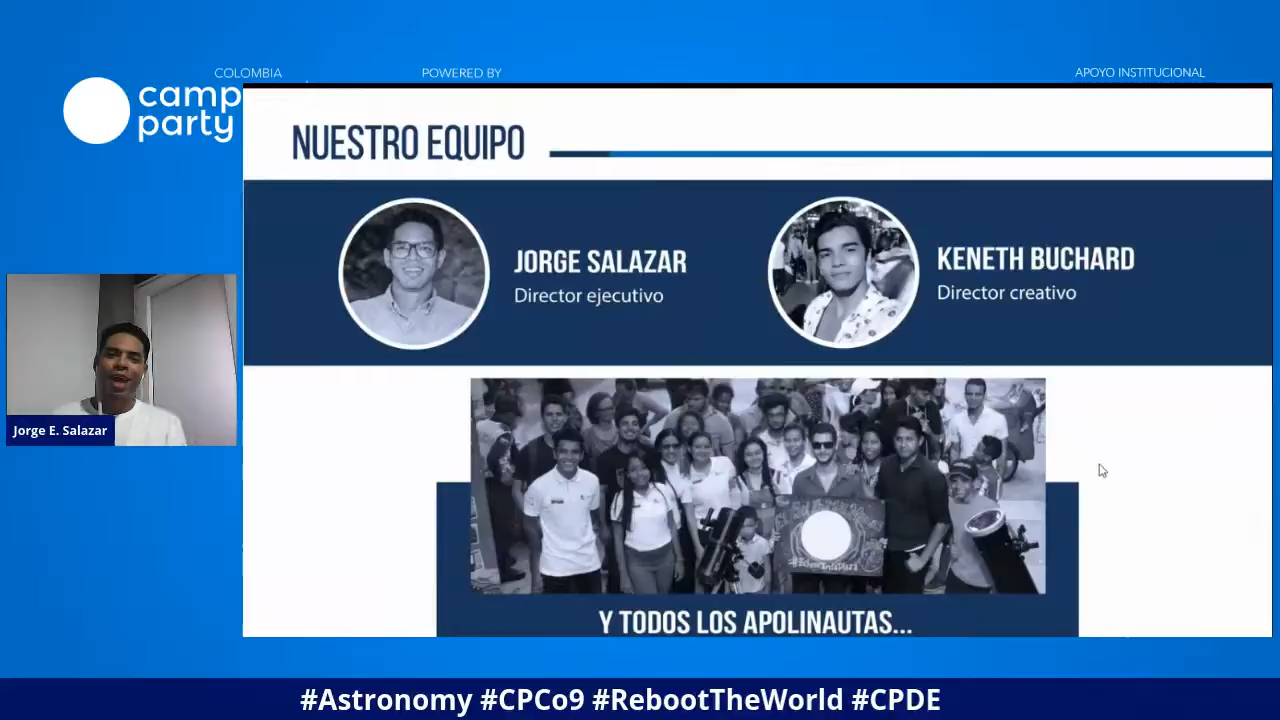 COLOMBIA
POWERED BY
APOYO INSTITUCIONAL
camp
party
NUESTRO EQUIPO
JORGE SALAZAR
Director ejecutivo
KENETH BUCHARD
Director creativo
Jorge E. Salazar
Y TODOS LOS APOLINAUTAS...
#Astronomy #CPCo9 #RebootTheWorld #CPDE